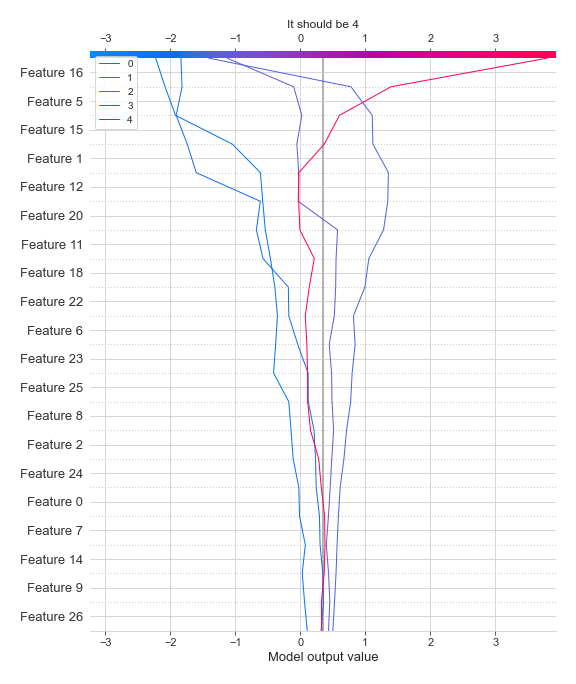 It should be 4
−3 −2 −1 0 1 2 3
0
1
2
3
4
Feature 16
Feature 5
Feature 15
Feature 1
Feature 12
Feature 20
Feature 11
Feature 18
Feature 22
Feature 6
Feature 23
Feature 25
Feature 8
Feature 2
Feature 24
Feature 0
Feature 7
Feature 14
Feature 9
Feature 26
−3 −2 −1 0 1 2 3
Model output value